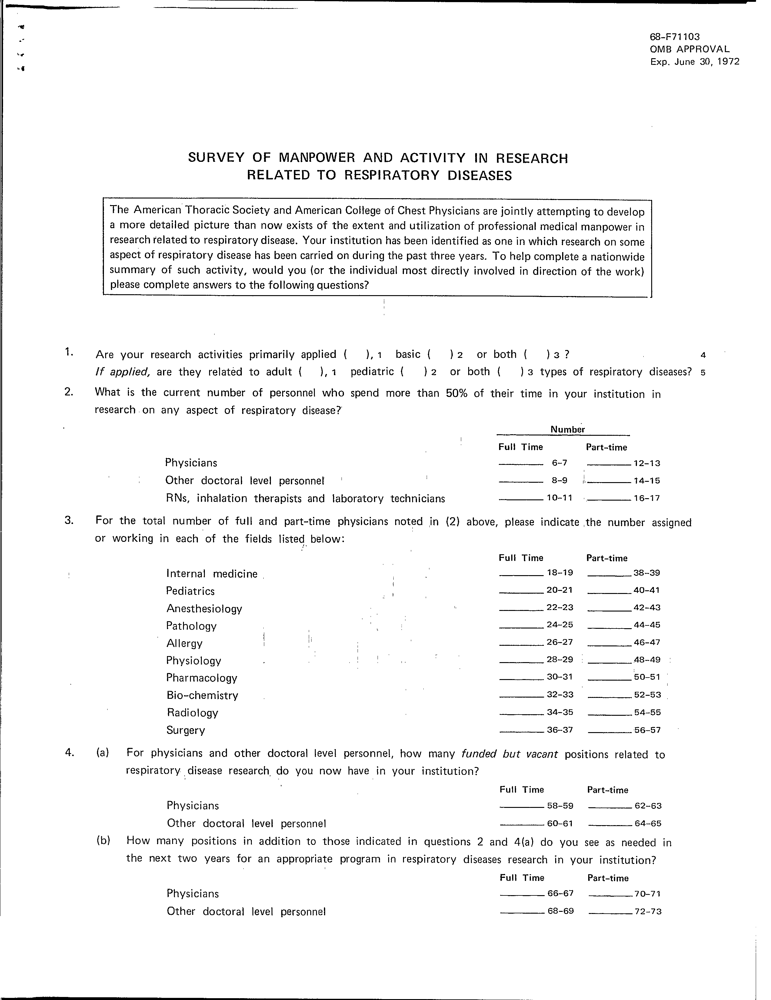 68-F71103
OMB APPROVAL
Exp. June 30, 1972
SURVEY OF MANPOWER AND ACTIVITY IN RESEARCH
RELATED TO RESPIRATORY DISEASES
The American Thoracic Society and American College of Chest Physicians are jointly attempting to develop
a more detailed picture than now exists of the extent and utilization of professional medical manpower in
research related to respiratory disease. Your institution has been identified as one in which research on some
aspect of respiratory disease has been carried on during the past three years. To help complete a nationwide
summary of such activity, would you (or the individual most directly involved in direction of the work)
please complete answers to the following questions?
1. Are your research activities primarily applied ( ), 1 basic ( ) 2 or both ( ) 3 ? 4
If applied, are they related to adult ( ), 1 pediatric ( ) 2 or both ( ) 3 types of respiratory diseases? 5
2. What is the current number of personnel who spend more than 50% of their time in your institution in
research on any aspect of respiratory disease?
Number
Full Time Part-time
Physicians ______ 6-7 ______ 12-13
Other doctoral level personnel ______ 8-9 ______ 14-15
RNs, inhalation therapists and laboratory technicians ______ 10-11 ______ 16-17
3. For the total number of full and part-time physicians noted in (2) above, please indicate the number assigned
or working in each of the fields listed below:
Full Time Part-time
Internal medicine ______ 18-19 ______ 38-39
Pediatrics ______ 20-21 ______ 40-41
Anesthesiology ______ 22-23 ______ 42-43
Pathology ______ 24-25 ______ 44-45
Allergy ______ 26-27 ______ 46-47
Physiology ______ 28-29 ______ 48-49
Pharmacology ______ 30-31 ______ 50-51
Bio-chemistry ______ 32-33 ______ 52-53
Radiology ______ 34-35 ______ 54-55
Surgery ______ 36-37 ______ 56-57
4. (a) For physicians and other doctoral level personnel, how many funded but vacant positions related to
respiratory disease research do you now have in your institution?
Full Time Part-time
Physicians ______ 58-59 ______ 62-63
Other doctoral level personnel ______ 60-61 ______ 64-65
(b) How many positions in addition to those indicated in questions 2 and 4(a) do you see as needed in
the next two years for an appropriate program in respiratory diseases research in your institution?
Full Time Part-time
Physicians ______ 66-67 ______ 70-71
Other doctoral level personnel ______ 68-69 ______ 72-73